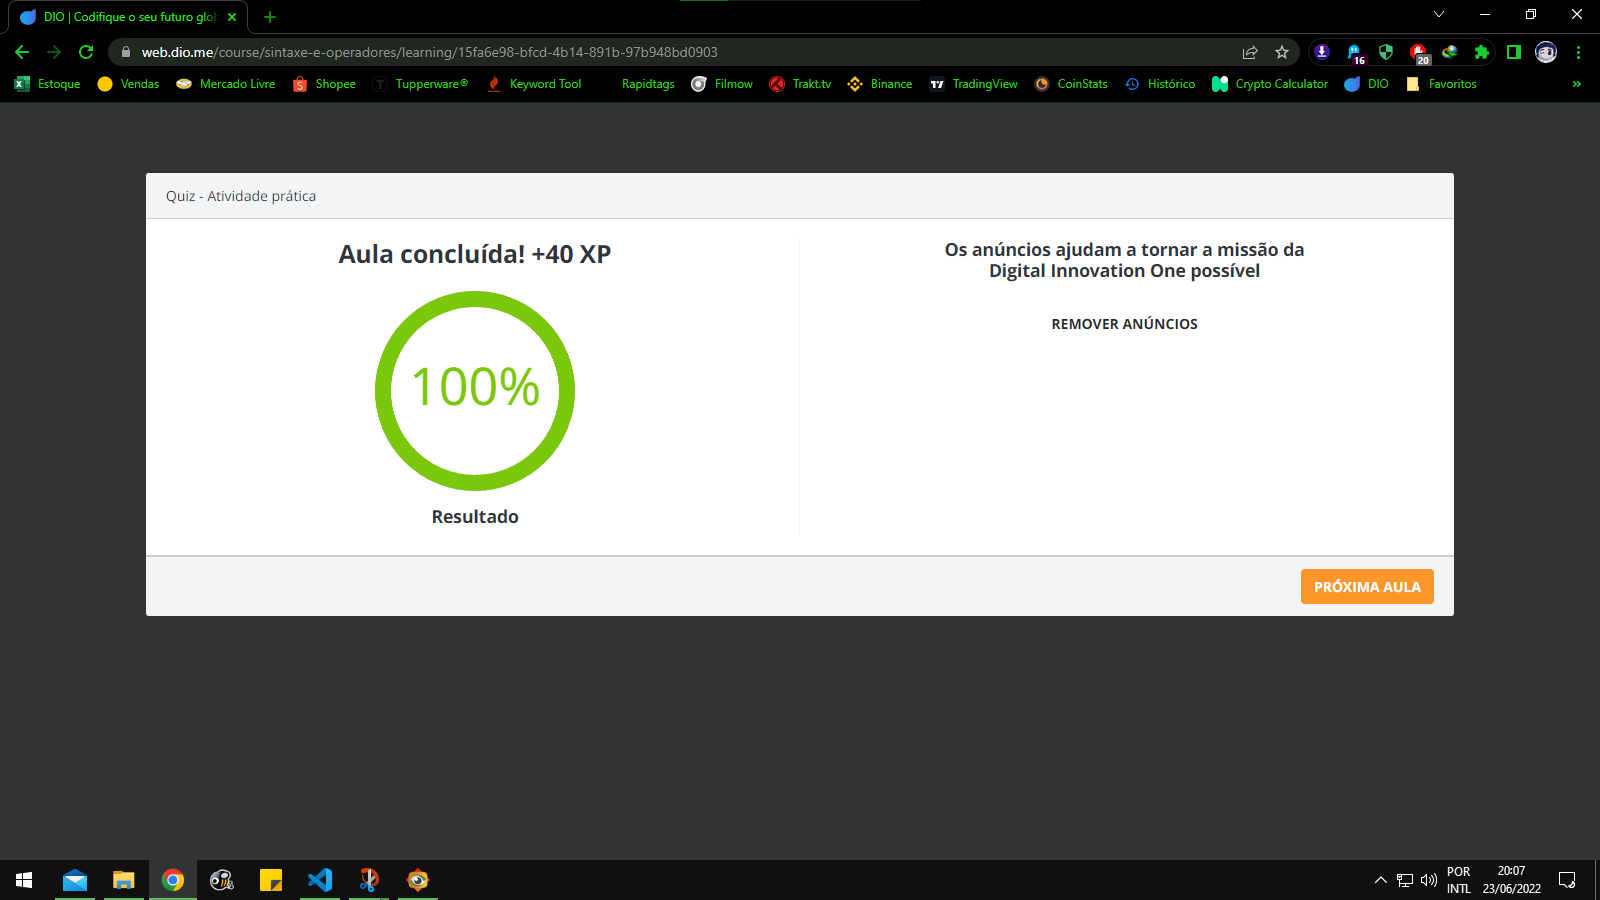 DIO | Codifique o seu futuro glob
web.dio.me/course/sintaxe-e-operadores/learning/15fa6e98-bfcd-4b14-891b-97b948bd0903
16
20
Estoque
Vendas
Mercado Livre
Shopee
Tupperware®
Keyword Tool
Rapidtags
Filmow
Trakt.tv
Binance
TradingView
CoinStats
Histórico
Crypto Calculator
DIO
Favoritos
»
Quiz - Atividade prática
Aula concluída! +40 XP
100%
Resultado
Os anúncios ajudam a tornar a missão da
Digital Innovation One possível
REMOVER ANÚNCIOS
PRÓXIMA AULA
POR
INTL
20:07
23/06/2022